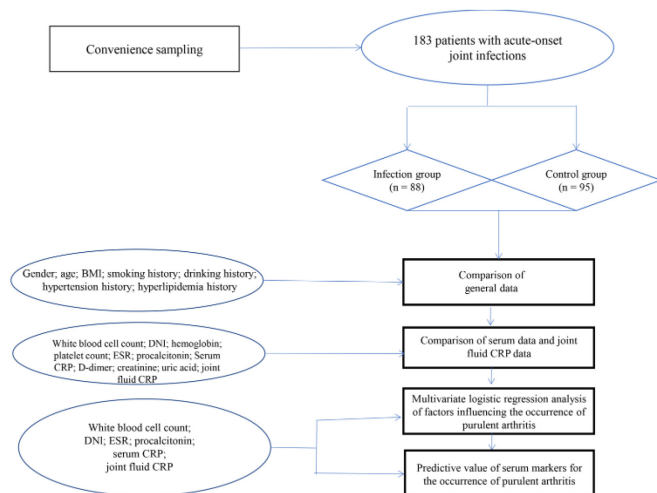 Convenience sampling
183 patients with acute-onset
joint infections
Infection group
(n = 88)
Control group
(n = 95)
Gender; age; BMI; smoking history; drinking history;
hypertension history; hyperlipidemia history
Comparison of
general data
White blood cell count; DNI; hemoglobin;
platelet count; ESR; procalcitonin; Serum
CRP; D-dimer; creatinine; uric acid; joint
fluid CRP
Comparison of serum data and joint
fluid CRP data
Multivariate logistic regression analysis of
factors influencing the occurrence of
purulent arthritis
White blood cell count;
DNI; ESR; procalcitonin;
serum CRP;
joint fluid CRP
Predictive value of serum markers for
the occurrence of purulent arthritis